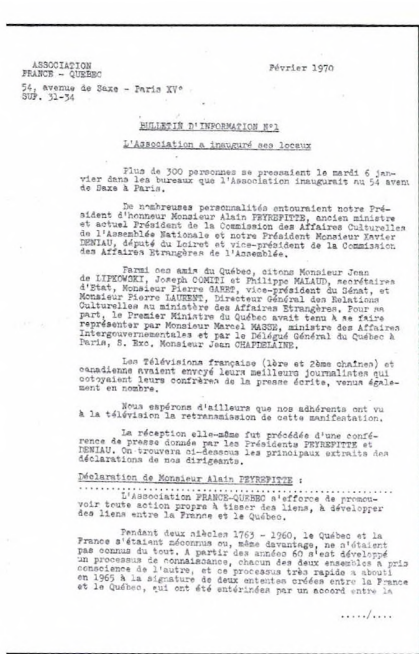 ASSOCIATION
FRANCE - QUEBEC
Février 1970
54, avenue de Saxe - Paris XV°
SUF. 31-34
BULLETIN D'INFORMATION N°1
L'Association a inauguré ses locaux
Plus de 300 personnes se pressaient le mardi 6 jan-
vier dans les bureaux que l'Association inaugurait au 54 aven
de Saxe à Paris.
De nombreuses personnalités entouraient notre Pré-
sident d'honneur Monsieur Alain PEYREFITTE, ancien ministre
et actuel Président de la Commission des Affaires Culturelles
de l'Assemblée Nationale et notre Président Monsieur Xavier
DENIAU, député du Loiret et vice-président de la Commission
des Affaires Etrangères de l'Assemblée.
Parmi ces amis du Québec, citons Monsieur Jean
de LIPKOWSKI, Joseph COMITI et Philippe MALAUD, secrétaires
d'Etat, Monsieur Pierre GARET, vice-président du Sénat, et
Monsieur Pierre LAURENT, Directeur Général des Relations
Culturelles au ministère des Affaires Etrangères. Pour sa
part, le Premier Ministre du Québec avait tenu à se faire
représenter par Monsieur Marcel MASSE, ministre des Affaires
Intergouvernementales et par le Délégué Général du Québec à
Paris, S. Exc. Monsieur Jean CHAPDELAINE.
Les Télévisions française (1ère et 2ème chaînes) et
canadienne avaient envoyé leurs meilleurs journalistes qui
cotoyaient leurs confrères de la presse écrite, venus égale-
ment en nombre.
Nous espérons d'ailleurs que nos adhérents ont vu
à la télévision la retransmission de cette manifestation.
La réception elle-même fut précédée d'une confé-
rence de presse donnée par les Présidents PEYREFITTE et
DENIAU. On trouvera ci-dessous les principaux extraits des
déclarations de nos dirigeants.
Déclaration de Monsieur Alain PEYREFITTE :
L'Association FRANCE-QUEBEC s'efforce de promou-
voir toute action propre à tisser des liens, à développer
des liens entre la France et le Québec.
Pendant deux siècles 1763 - 1960, le Québec et la
France s'étaient méconnus ou, même davantage, ne s'étaient
pas connus du tout. A partir des années 60 s'est développé
un processus de connaissance, chacun des deux ensembles a pris
conscience de l'autre, et ce processus très rapide a abouti
en 1965 à la signature de deux ententes créées entre la France
et le Québec, qui ont été entérinées par un accord entre la
...../....